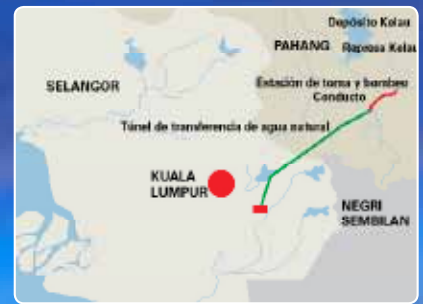 Depósito Kelau
PAHANG
Represa Kelau
SELANGOR
Estación de toma y bombeo
Conducto
Túnel de transferencia de agua natural
KUALA
LUMPUR
NEGRI
SEMBILAN